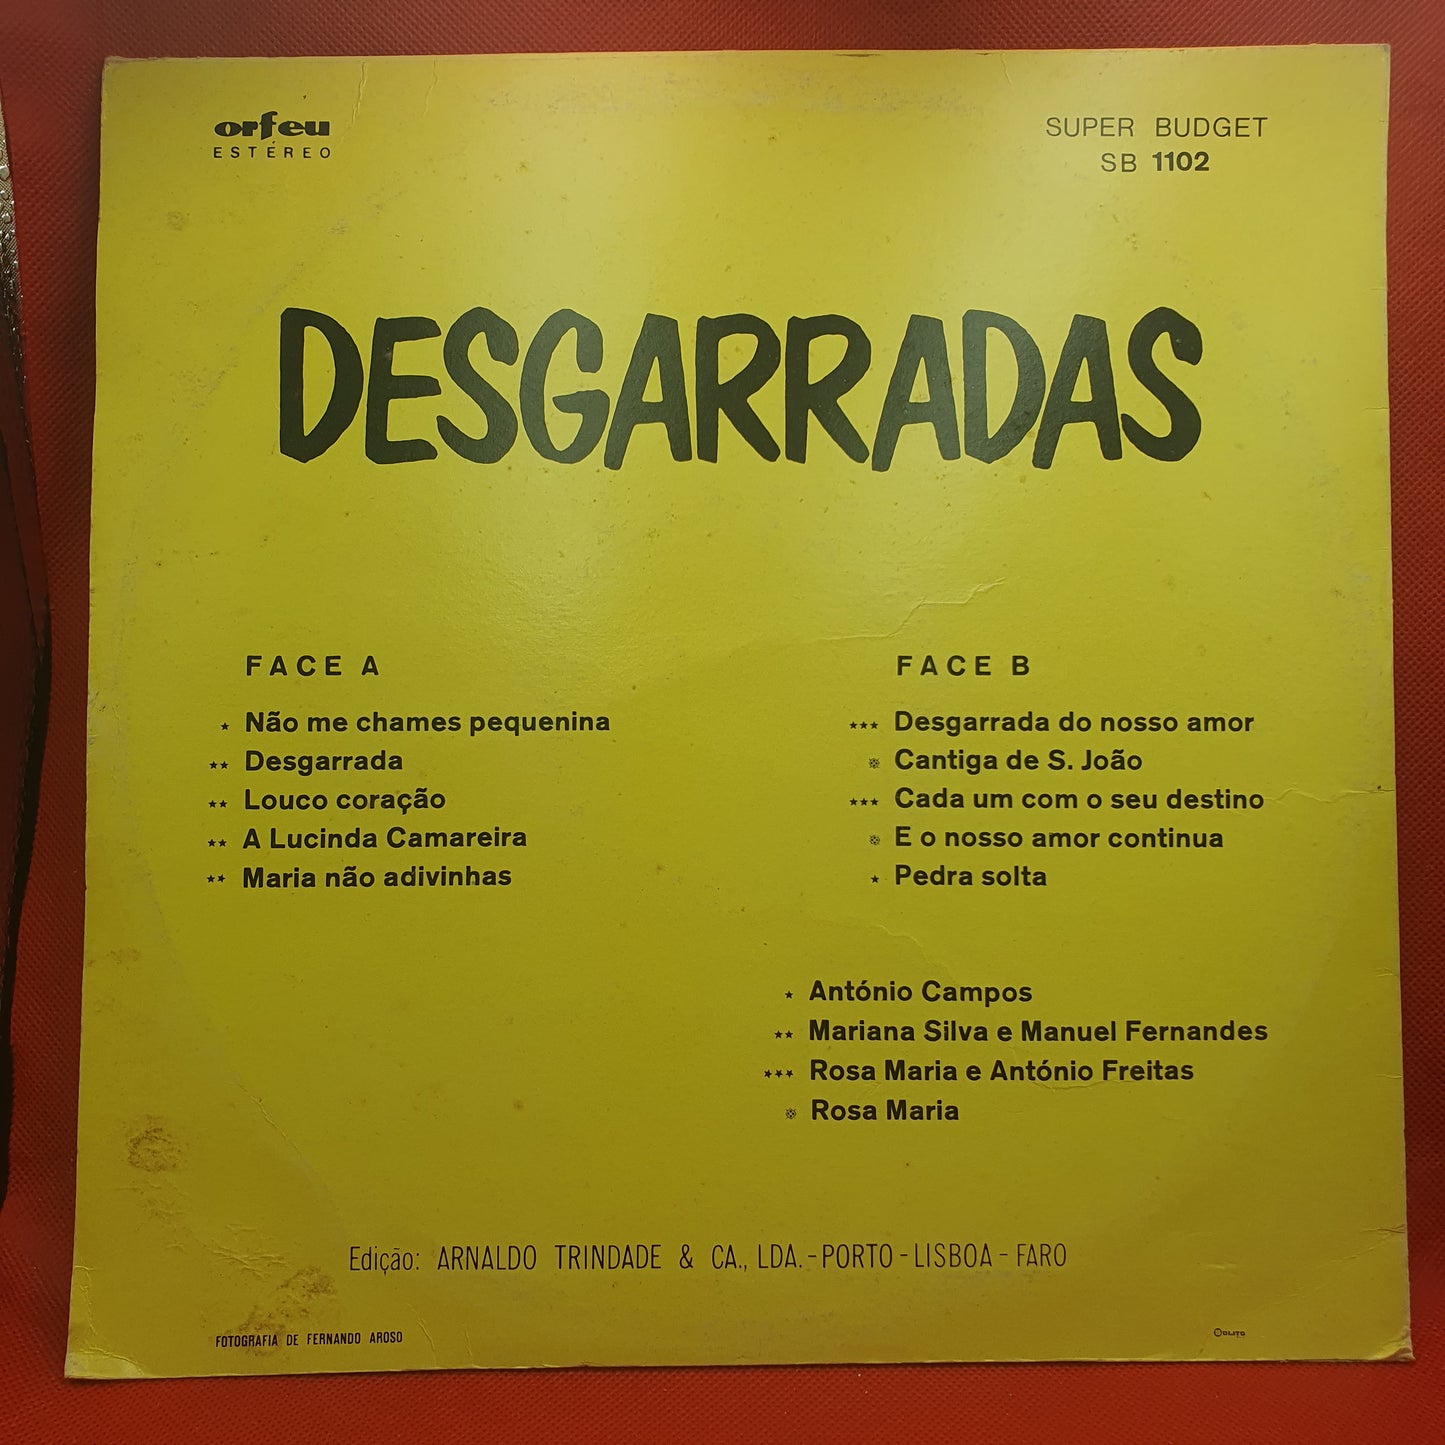 orfeu
ESTÉREO
SUPER BUDGET
SB 1102
DESGARRADAS
FACE A
★ Não me chames pequenina
★★ Desgarrada
★★ Louco coração
★★ A Lucinda Camareira
★★ Maria não adivinhas
FACE B
★★★ Desgarrada do nosso amor
❊ Cantiga de S. João
★★★ Cada um com o seu destino
❊ E o nosso amor continua
★ Pedra solta
★ António Campos
★★ Mariana Silva e Manuel Fernandes
★★★ Rosa Maria e António Freitas
❊ Rosa Maria
Edição: ARNALDO TRINDADE & CA., LDA. - PORTO - LISBOA - FARO
FOTOGRAFIA DE FERNANDO AROSO